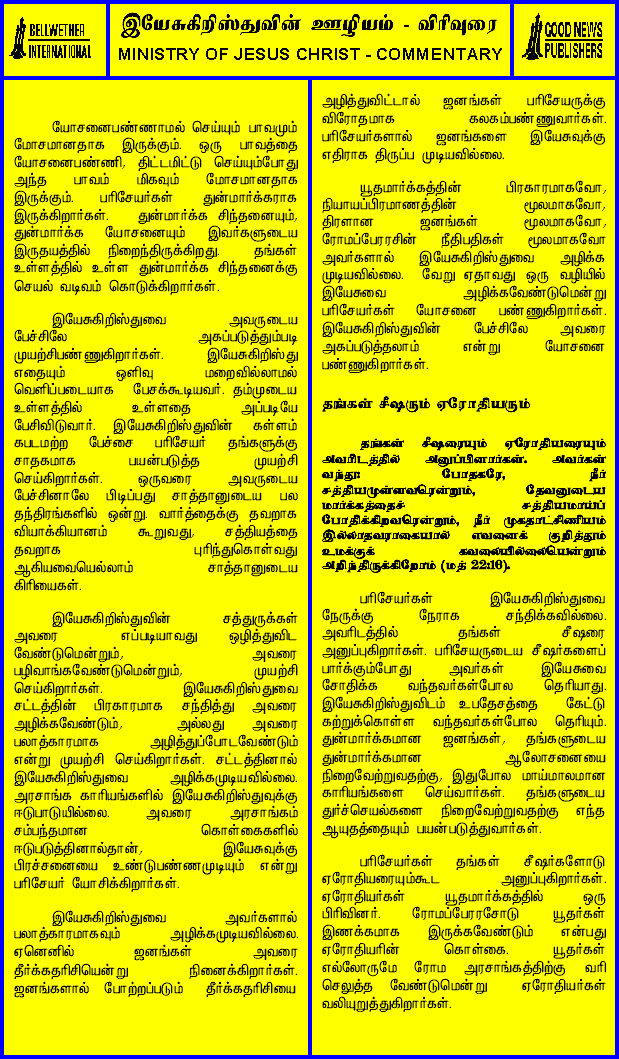 BELLWETHER
INTERNATIONAL
இயேசுகிறிஸ்துவின் ஊழியம் - விரிவுரை
MINISTRY OF JESUS CHRIST - COMMENTARY
GOOD NEWS
PUBLISHERS
யோசனைபண்ணாமல் செய்யும் பாவமும்
மோசமானதாக இருக்கும். ஒரு பாவத்தை
யோசனைபண்ணி, திட்டமிட்டு செய்யும்போது
அந்த பாவம் மிகவும் மோசமானதாக
இருக்கும். பரிசேயர்கள் துன்மார்க்கராக
இருக்கிறார்கள். துன்மார்க்க சிந்தனையும்,
துன்மார்க்க யோசனையும் இவர்களுடைய
இருதயத்தில் நிறைந்திருக்கிறது. தங்கள்
உள்ளத்தில் உள்ள துன்மார்க்க சிந்தனைக்கு
செயல் வடிவம் கொடுக்கிறார்கள்.
இயேசுகிறிஸ்துவை அவருடைய
பேச்சிலே அகப்படுத்தும்படி
முயற்சிபண்ணுகிறார்கள். இயேசுகிறிஸ்து
எதையும் ஒளிவு மறைவில்லாமல்
வெளிப்படையாக பேசக்கூடியவர். தம்முடைய
உள்ளத்தில் உள்ளதை அப்படியே
பேசிவிடுவார். இயேசுகிறிஸ்துவின் கள்ளம்
கபடமற்ற பேச்சை பரிசேயர் தங்களுக்கு
சாதகமாக பயன்படுத்த முயற்சி
செய்கிறார்கள். ஒருவரை அவருடைய
பேச்சினாலே பிடிப்பது சாத்தானுடைய பல
தந்திரங்களில் ஒன்று. வார்த்தைக்கு தவறாக
வியாக்கியானம் கூறுவது, சத்தியத்தை
தவறாக புரிந்துகொள்வது
ஆகியவையெல்லாம் சாத்தானுடைய
கிரியைகள்.
இயேசுகிறிஸ்துவின் சத்துருக்கள்
அவரை எப்படியாவது ஒழித்துவிட
வேண்டுமென்றும், அவரை
பழிவாங்கவேண்டுமென்றும், முயற்சி
செய்கிறார்கள். இயேசுகிறிஸ்துவை
சட்டத்தின் பிரகாரமாக சந்தித்து அவரை
அழிக்கவேண்டும், அல்லது அவரை
பலாத்காரமாக அழித்துப்போடவேண்டும்
என்று முயற்சி செய்கிறார்கள். சட்டத்தினால்
இயேசுகிறிஸ்துவை அழிக்கமுடியவில்லை.
அரசாங்க காரியங்களில் இயேசுகிறிஸ்துவுக்கு
ஈடுபாடுயில்லை. அவரை அரசாங்கம்
சம்பந்தமான கொள்கைகளில்
ஈடுபடுத்தினால்தான், இயேசுவுக்கு
பிரச்சனையை உண்டுபண்ணமுடியும் என்று
பரிசேயர் யோசிக்கிறார்கள்.
இயேசுகிறிஸ்துவை அவர்களால்
பலாத்காரமாகவும் அழிக்கமுடியவில்லை.
ஏனெனில் ஜனங்கள் அவரை
தீர்க்கதரிசியென்று நினைக்கிறார்கள்.
ஜனங்களால் போற்றப்படும் தீர்க்கதரிசியை
அழித்துவிட்டால் ஜனங்கள் பரிசேயருக்கு
விரோதமாக கலகம்பண்ணுவார்கள்.
பரிசேயர்களால் ஜனங்களை இயேசுவுக்கு
எதிராக திருப்ப முடியவில்லை.
யூதமார்க்கத்தின் பிரகாரமாகவோ,
நியாயப்பிரமாணத்தின் மூலமாகவோ,
திரளான ஜனங்கள் மூலமாகவோ,
ரோமப்பேரரசின் நீதிபதிகள் மூலமாகவோ
அவர்களால் இயேசுகிறிஸ்துவை அழிக்க
முடியவில்லை. வேறு ஏதாவது ஒரு வழியில்
இயேசுவை அழிக்கவேண்டுமென்று
பரிசேயர்கள் யோசனை பண்ணுகிறார்கள்.
இயேசுகிறிஸ்துவின் பேச்சிலே அவரை
அகப்படுத்தலாம் என்று யோசனை
பண்ணுகிறார்கள்.
தங்கள் சீஷரும் ஏரோதியரும்
தங்கள் சீஷரையும் ஏரோதியரையும்
அவரிடத்தில் அனுப்பினார்கள். அவர்கள்
வந்து: போதகரே, நீர்
சத்தியமுள்ளவரென்றும், தேவனுடைய
மார்க்கத்தைச் சத்தியமாய்ப்
போதிக்கிறவரென்றும், நீர் முகதாட்சிணியம்
இல்லாதவராகையால் எவனைக் குறித்தும்
உமக்குக் கவலையில்லையென்றும்
அறிந்திருக்கிறோம் (மத் 22:16).
பரிசேயர்கள் இயேசுகிறிஸ்துவை
நேருக்கு நேராக சந்திக்கவில்லை.
அவரிடத்தில் தங்கள் சீஷரை
அனுப்புகிறார்கள். பரிசேயருடைய சீஷர்களைப்
பார்க்கும்போது அவர்கள் இயேசுவை
சோதிக்க வந்தவர்கள்போல தெரியாது.
இயேசுகிறிஸ்துவிடம் உபதேசத்தை கேட்டு
கற்றுக்கொள்ள வந்தவர்கள்போல தெரியும்.
துன்மார்க்கமான ஜனங்கள், தங்களுடைய
துன்மார்க்கமான ஆலோசனையை
நிறைவேற்றுவதற்கு, இதுபோல மாய்மாலமான
காரியங்களை செய்வார்கள். தங்களுடைய
துர்ச்செயல்களை நிறைவேற்றுவதற்கு எந்த
ஆயுதத்தையும் பயன்படுத்துவார்கள்.
பரிசேயர்கள் தங்கள் சீஷர்களோடு
ஏரோதியரையும்கூட அனுப்புகிறார்கள்.
ஏரோதியர்கள் யூதமார்க்கத்தில் ஒரு
பிரிவினர். ரோமப்பேரரசோடு யூதர்கள்
இணக்கமாக இருக்கவேண்டும் என்பது
ஏரோதியரின் கொள்கை. யூதர்கள்
எல்லோருமே ரோம அரசாங்கத்திற்கு வரி
செலுத்த வேண்டுமென்று ஏரோதியர்கள்
வலியுறுத்துகிறார்கள்.